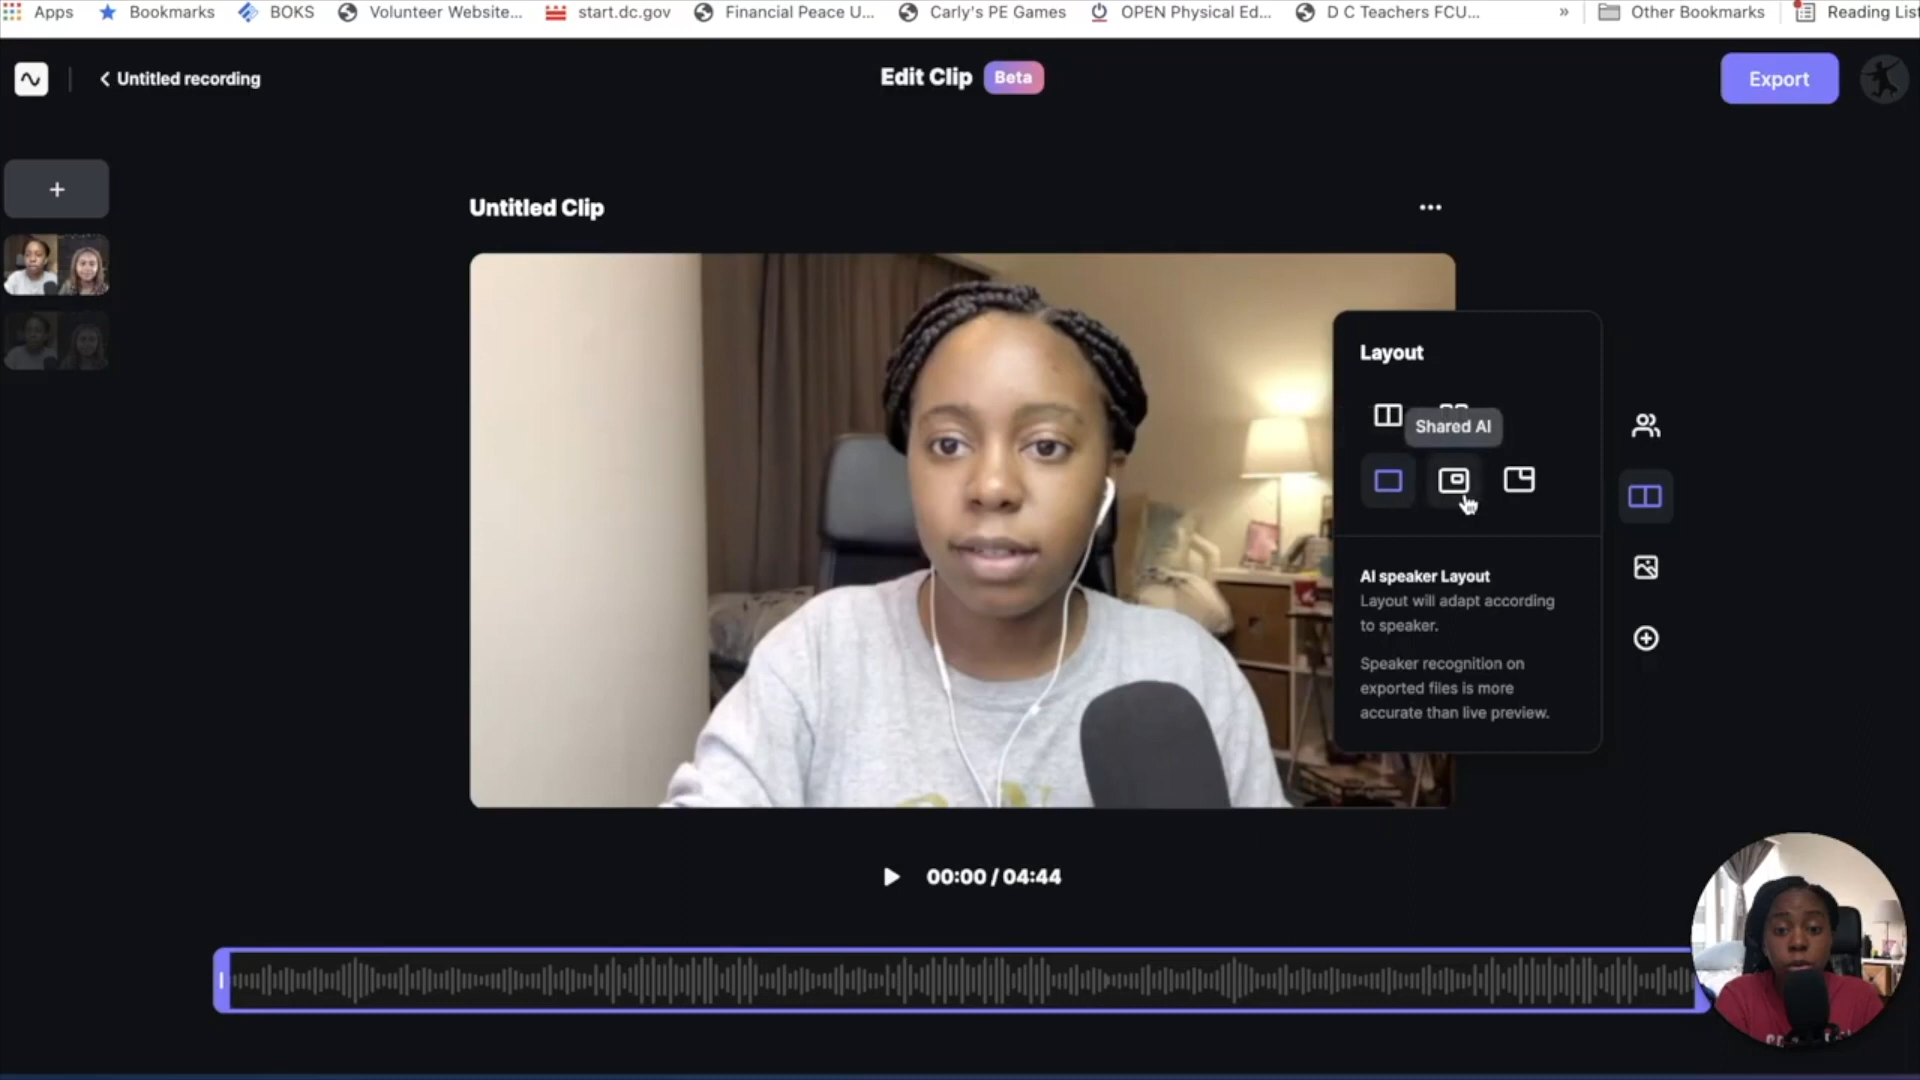 Apps
Bookmarks
BOKS
Volunteer Website...
start.dc.gov
Financial Peace U...
Carly's PE Games
OPEN Physical Ed...
D C Teachers FCU...
»
Other Bookmarks
Reading List
Untitled recording
Edit Clip Beta
Export
+
Untitled Clip
Layout
Shared AI
AI speaker Layout
Layout will adapt according
to speaker.
Speaker recognition on
exported files is more
accurate than live preview.
00:00 / 04:44